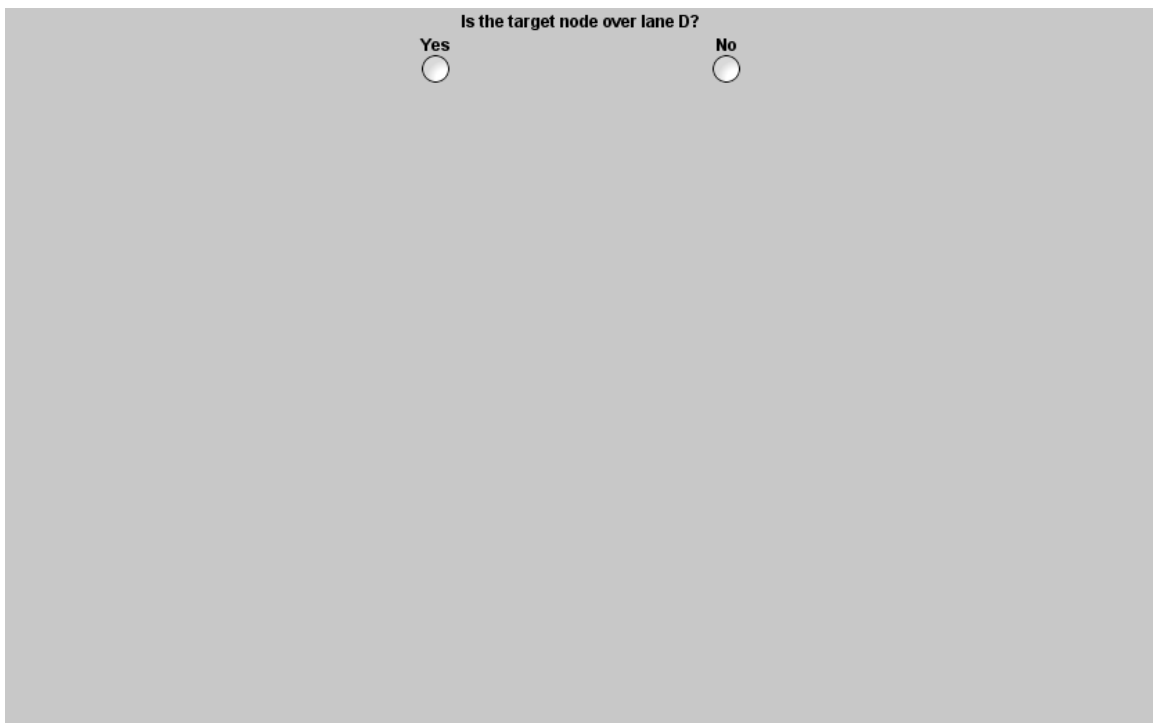 Is the target node over lane D?
Yes No